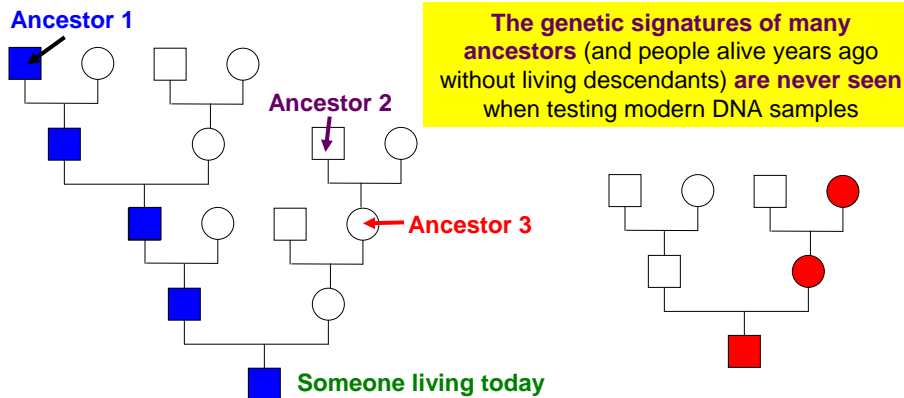 Ancestor 1
The genetic signatures of many
ancestors (and people alive years ago
without living descendants) are never seen
when testing modern DNA samples
Ancestor 2
Ancestor 3
Someone living today